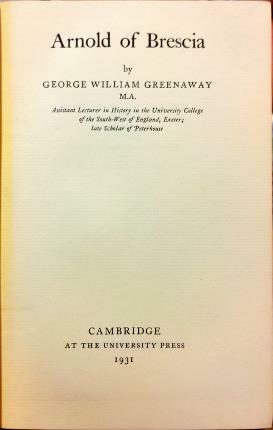 Arnold of Brescia
by
GEORGE WILLIAM GREENAWAY
M.A.
Assistant Lecturer in History in the University College
of the South-West of England, Exeter;
late Scholar of Peterhouse
CAMBRIDGE
AT THE UNIVERSITY PRESS
1931